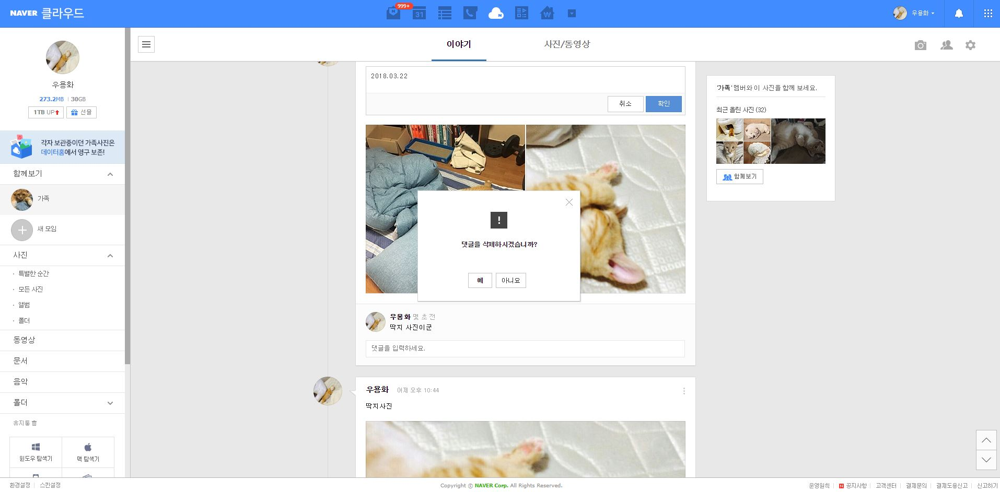 NAVER 클라우드
999+
31
우용화
우용화
273.2MB | 30GB
1TB UP
선물
각자 보관중이던 가족사진은
데이터홈에서 영구 보존!
함께보기
가족
새 모임
사진
특별한 순간
모든 사진
앨범
폴더
동영상
문서
음악
폴더
휴지통
윈도우 탐색기
맥 탐색기
이야기
사진/동영상
2018.03.22
취소
확인
!
댓글을 삭제하시겠습니까?
예
아니요
우용화 몇 초 전
딱지 사진이군
댓글을 입력하세요.
우용화 어제 오후 10:44
딱지사진
'가족' 멤버와 이 사진을 함께 보세요.
최근 올린 사진 (32)
함께보기
환경설정
스킨설정
Copyright © NAVER Corp. All Rights Reserved.
운영원칙
N 공지사항
고객센터
결제문의
결제도용신고
신고하기